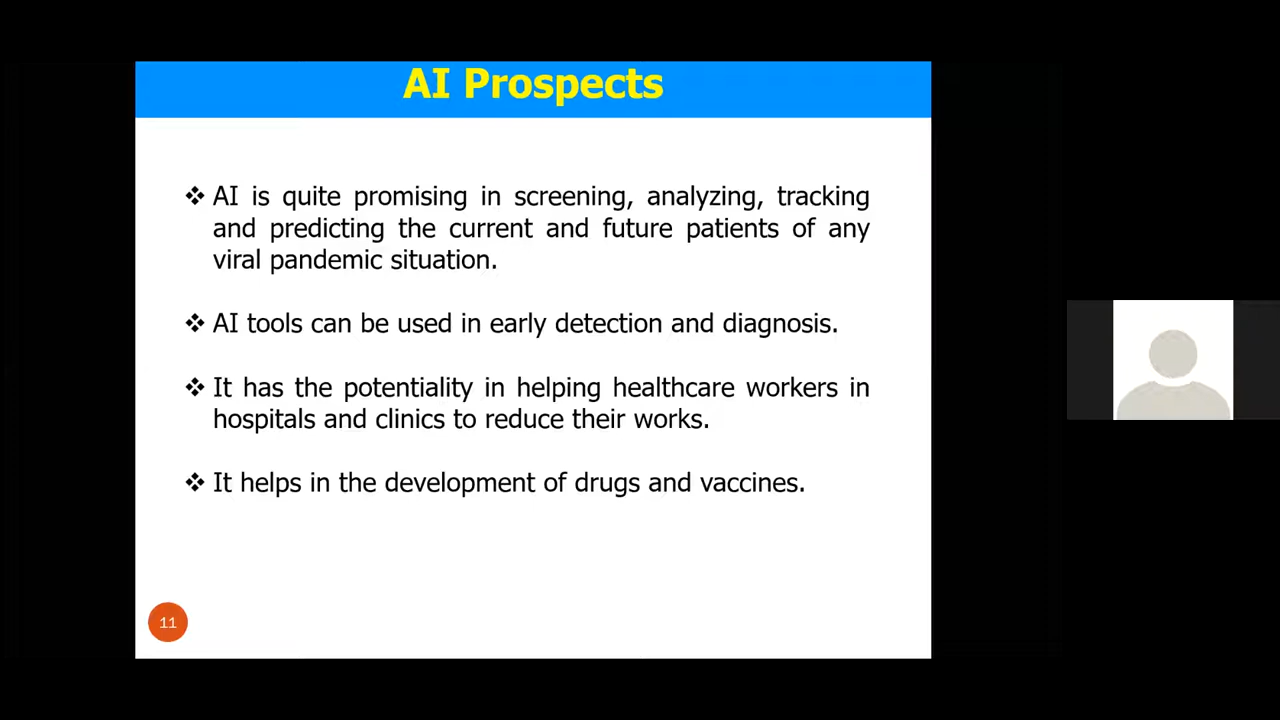 AI Prospects
❖ AI is quite promising in screening, analyzing, tracking
and predicting the current and future patients of any
viral pandemic situation.
❖ AI tools can be used in early detection and diagnosis.
❖ It has the potentiality in helping healthcare workers in
hospitals and clinics to reduce their works.
❖ It helps in the development of drugs and vaccines.
11